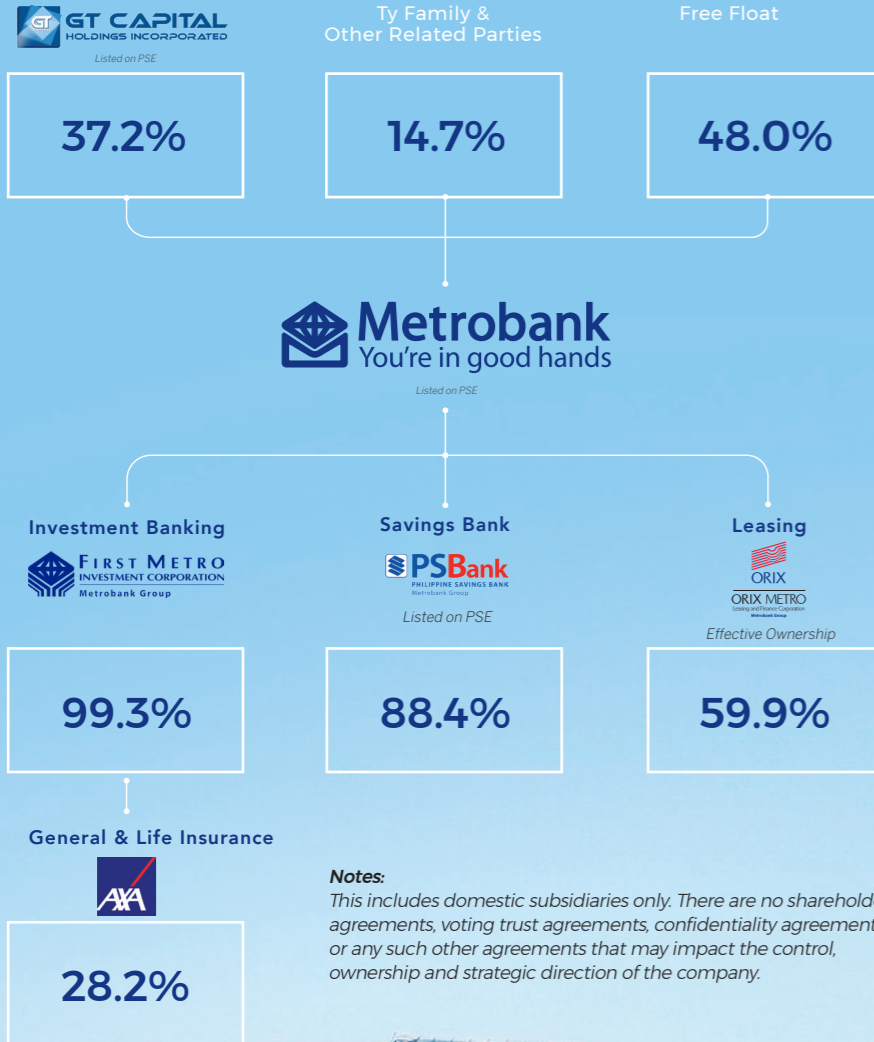 GT
GT CAPITAL
HOLDINGS INCORPORATED
Listed on PSE
37.2%
Ty Family &
Other Related Parties
14.7%
Free Float
48.0%
Metrobank
You're in good hands
Listed on PSE
Investment Banking
FIRST METRO
INVESTMENT CORPORATION
Metrobank Group
99.3%
Savings Bank
PSBank
PHILIPPINE SAVINGS BANK
Metrobank Group
Listed on PSE
88.4%
Leasing
ORIX
ORIX METRO
Leasing and Finance Corporation
Metrobank Group
Effective Ownership
59.9%
General & Life Insurance
AXA
28.2%
Notes:
This includes domestic subsidiaries only. There are no sharehold
agreements, voting trust agreements, confidentiality agreement
or any such other agreements that may impact the control,
ownership and strategic direction of the company.